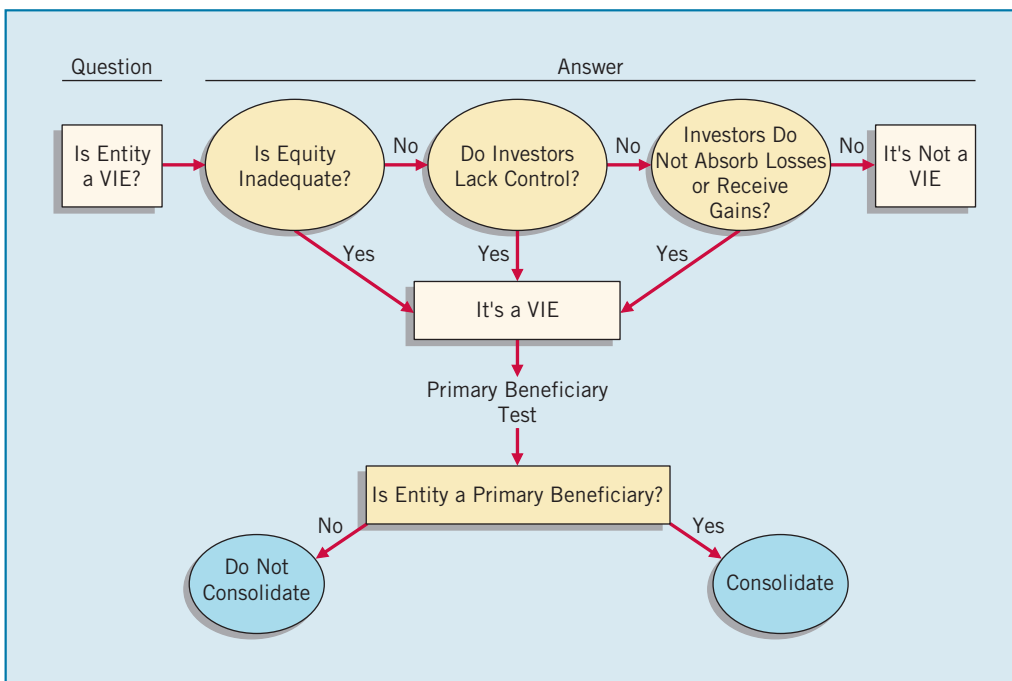 Question
Answer
Is Entity
a VIE?
Is Equity
Inadequate?
No
Do Investors
Lack Control?
No
Investors Do
Not Absorb Losses
or Receive
Gains?
No
It's Not a
VIE
Yes
Yes
Yes
It's a VIE
Primary Beneficiary
Test
Is Entity a Primary Beneficiary?
No
Yes
Do Not
Consolidate
Consolidate